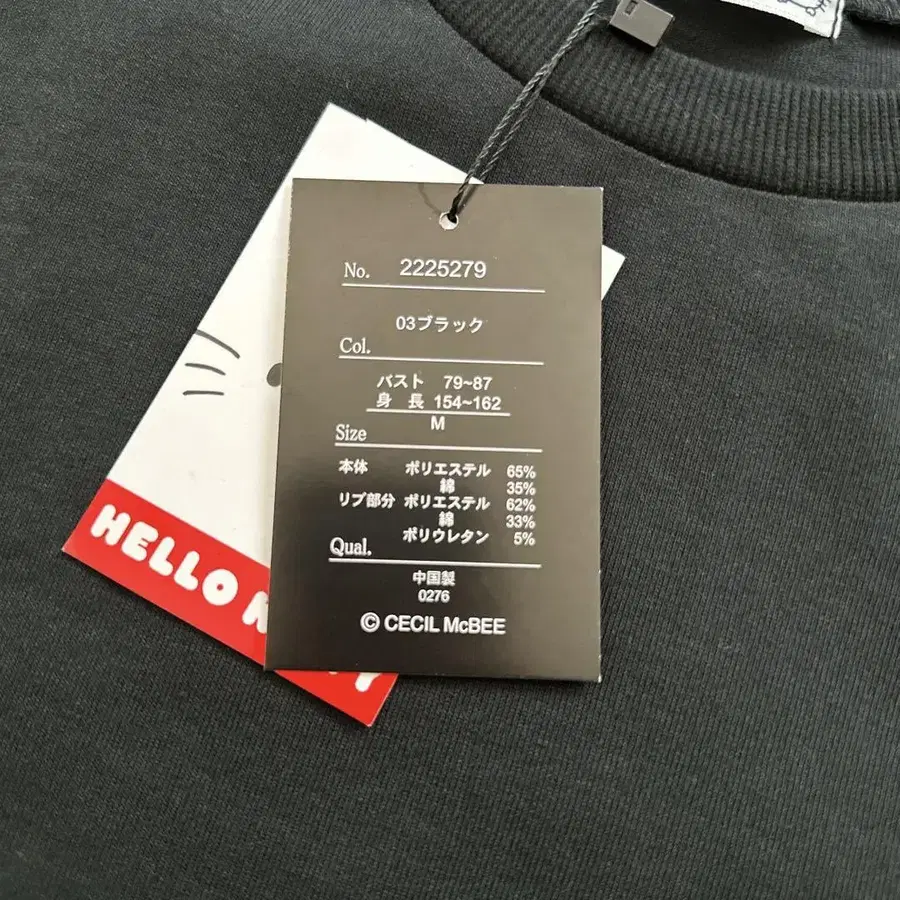 No. 2225279
03ブラック
Col.
バスト 79~87
身 長 154~162
M
Size
本体 ポリエステル 65%
綿 35%
リブ部分 ポリエステル 62%
綿 33%
ポリウレタン 5%
Qual.
中国製
0276
© CECIL McBEE
HELLO